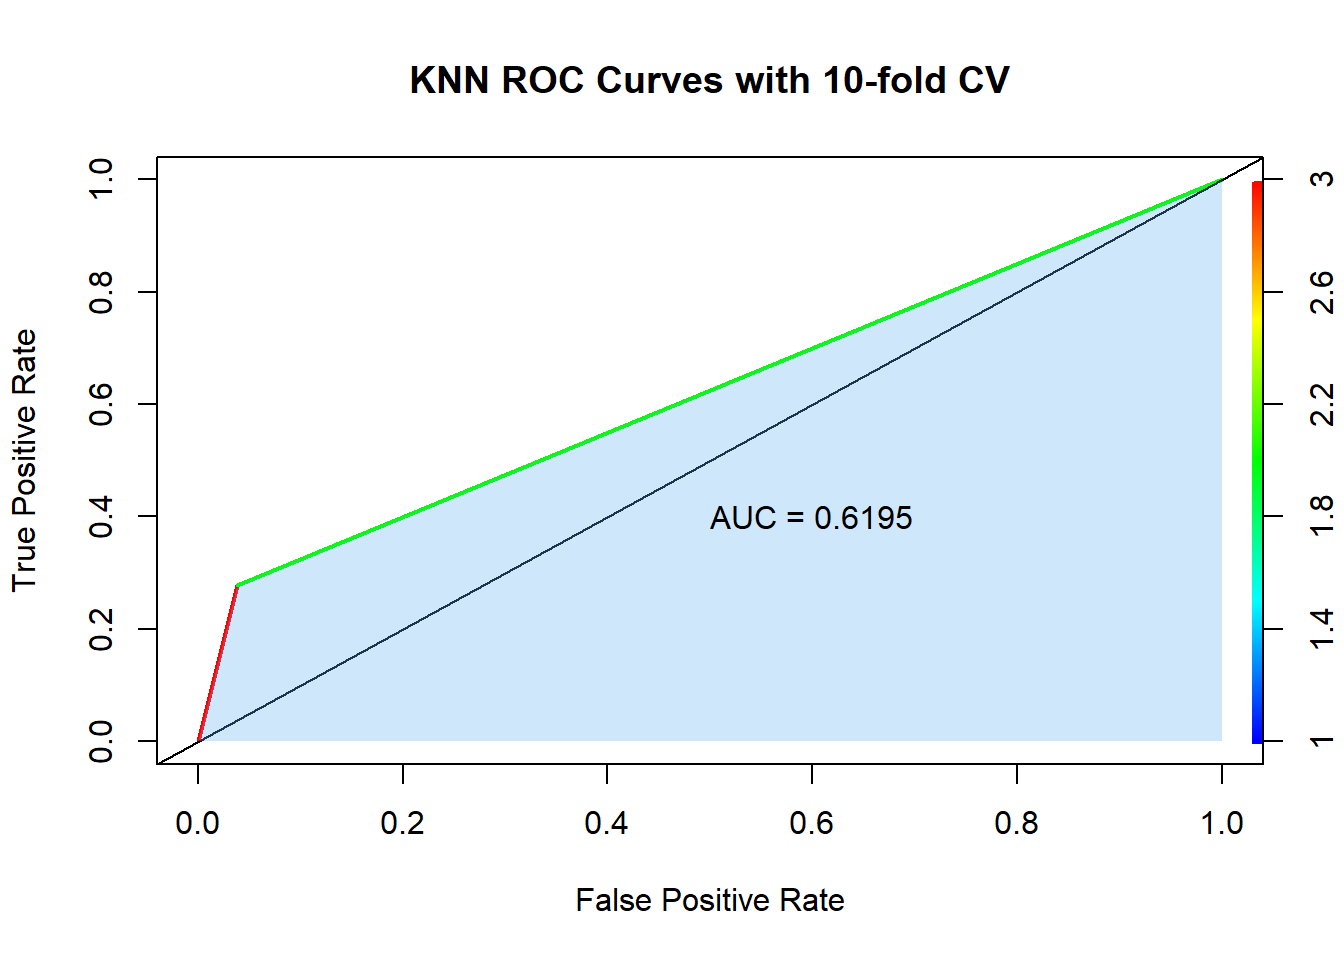 KNN ROC Curves with 10-fold CV
True Positive Rate
1.0
0.8
0.6
0.4
0.2
0.0
AUC = 0.6195
3
2.6
2.2
1.8
1.4
1
0.0 0.2 0.4 0.6 0.8 1.0
False Positive Rate